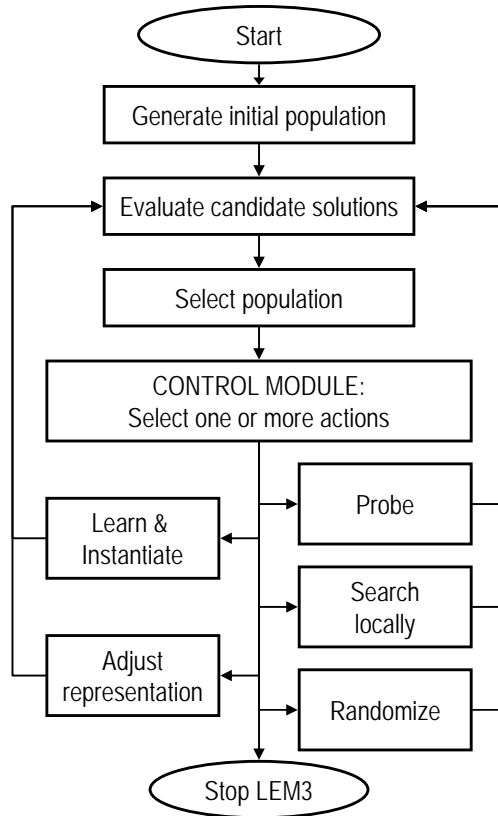 Start
Generate initial population
Evaluate candidate solutions
Select population
CONTROL MODULE:
Select one or more actions
Probe
Learn &
Instantiate
Search
locally
Adjust
representation
Randomize
Stop LEM3